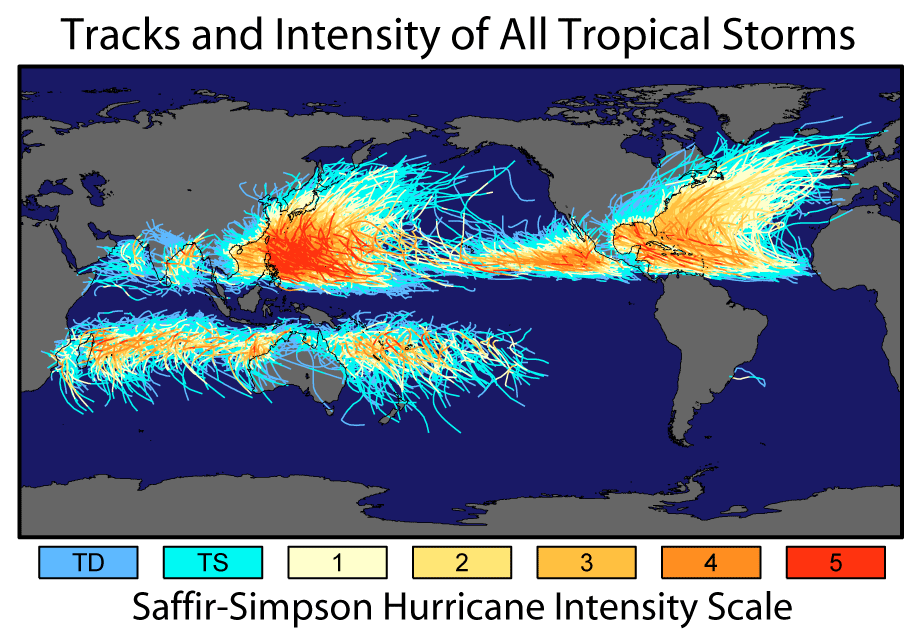 Tracks and Intensity of All Tropical Storms
TD TS 1 2 3 4 5
Saffir-Simpson Hurricane Intensity Scale